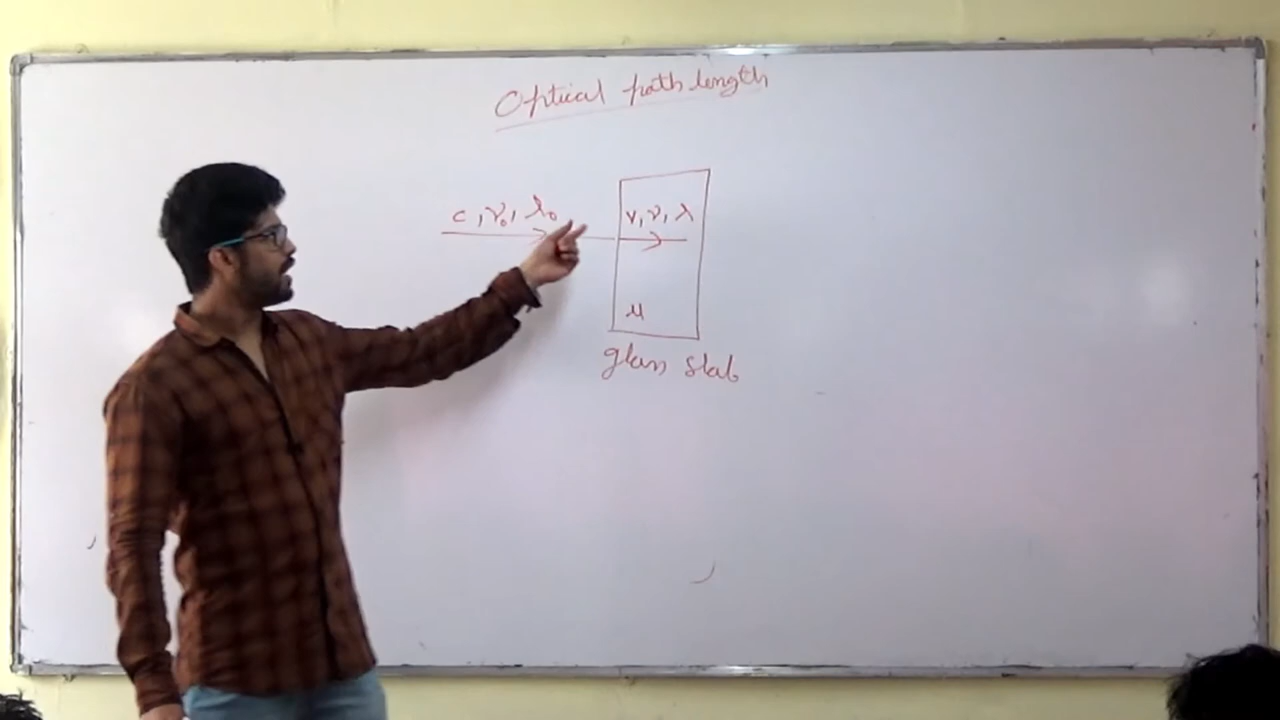 Optical path length
c, ν₀, λ₀
v, ν, λ
μ
glass slab